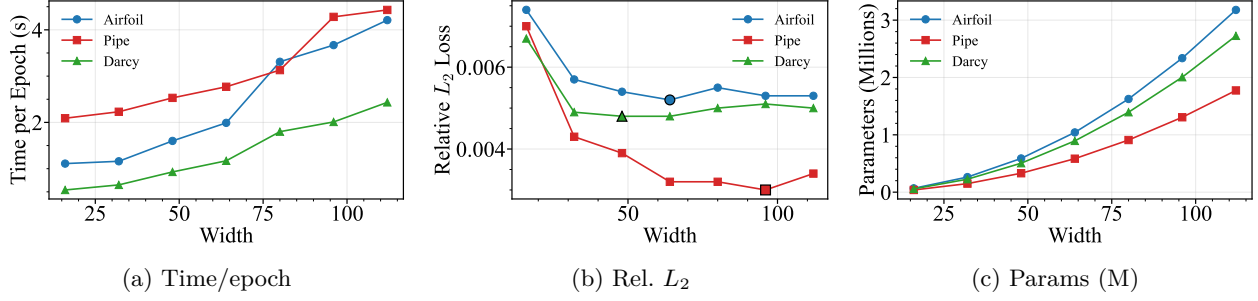 Time per Epoch (s)
4
2
Airfoil
Pipe
Darcy
25
50
75
100
Width
(a) Time/epoch
Relative L2 Loss
0.006
0.004
Airfoil
Pipe
Darcy
50
100
Width
(b) Rel. L2
Parameters (Millions)
3
2
1
0
Airfoil
Pipe
Darcy
25
50
75
100
Width
(c) Params (M)